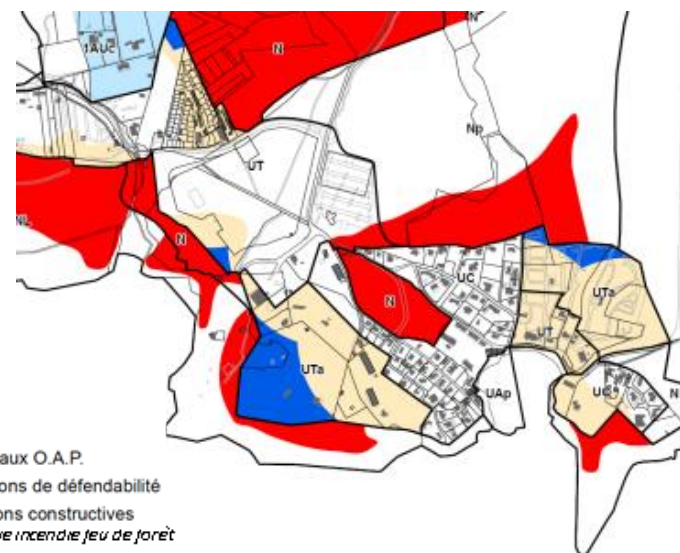 N
1AUc
N
Np
UT
NL
N
UC
UTa
N
UT
UTa
UAp
UC
N
aux O.A.P.
ons de défendabilité
ons constructives
incendie feu de forêt